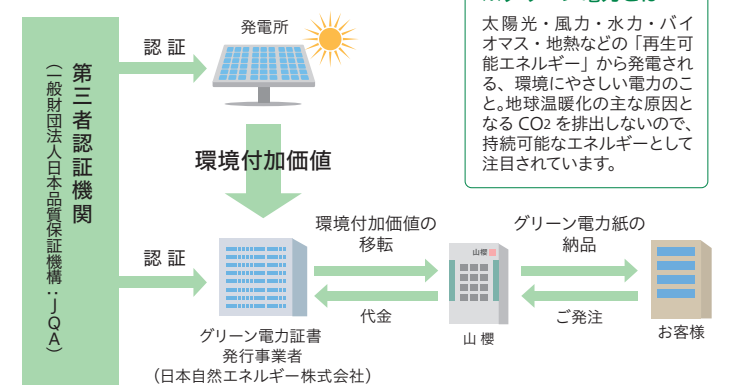 第三者認証機関
(一般財団法人日本品質保証機構:JQA)
認 証
発電所
環境付加価値
認 証
グリーン電力証書
発行事業者
(日本自然エネルギー株式会社)
環境付加価値の
移転
代金
山櫻
山 櫻
グリーン電力紙の
納品
ご発注
お客様
太陽光・風力・水力・バイ
オマス・地熱などの「再生可
能エネルギー」から発電され
る、環境にやさしい電力のこ
と。地球温暖化の主な原因と
なる CO2 を排出しないので、
持続可能なエネルギーとして
注目されています。